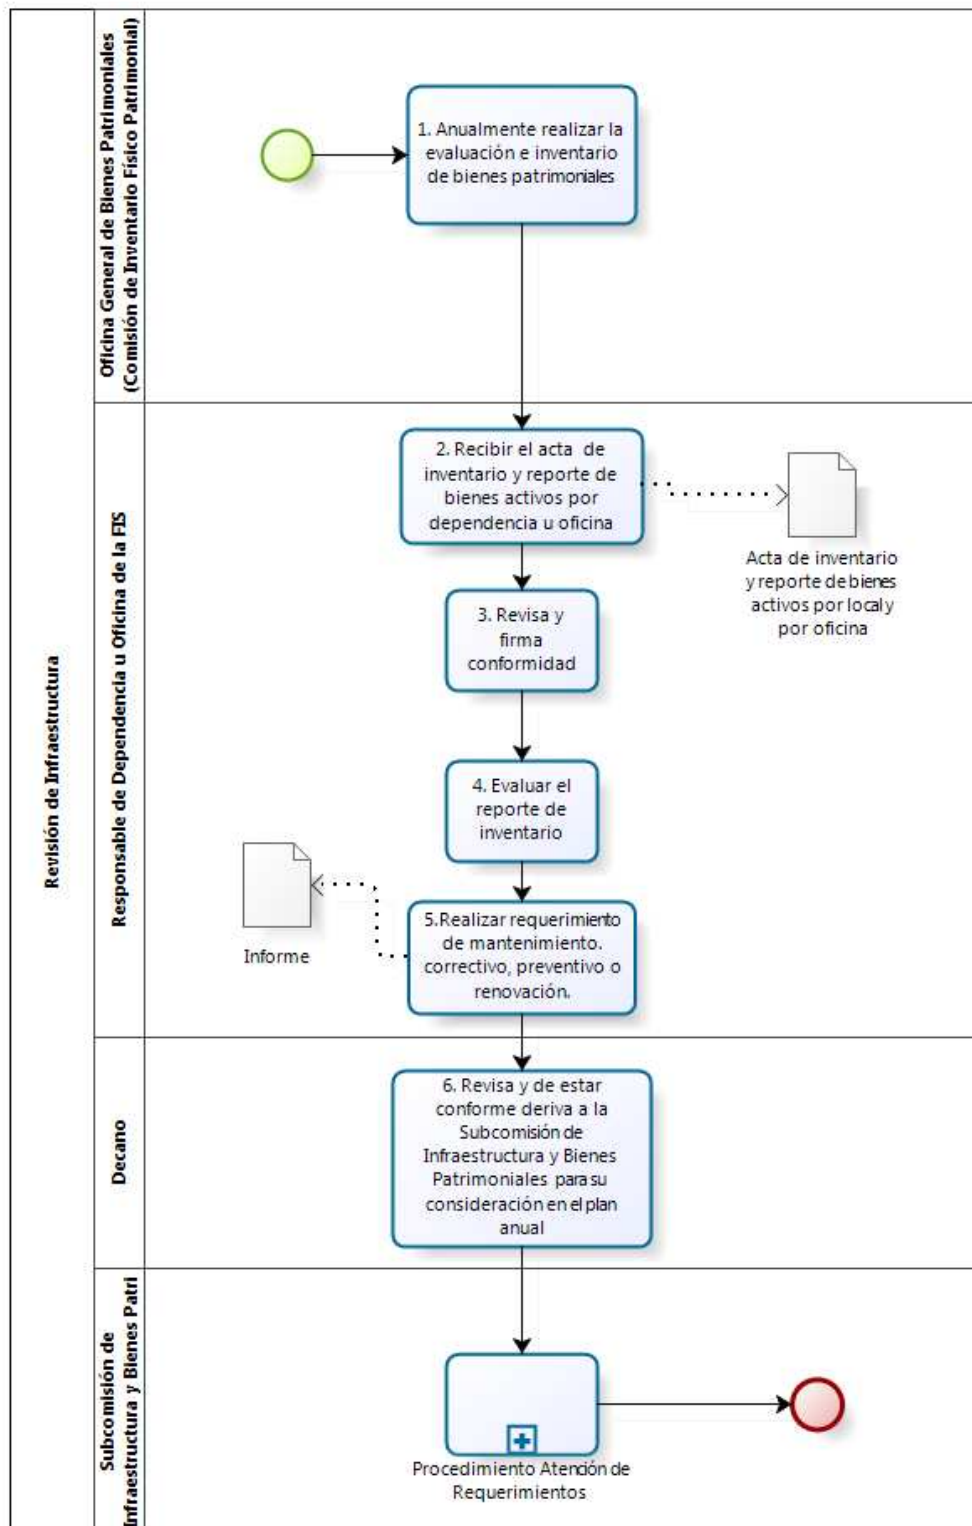 Revisión de Infraestructura
Oficina General de Bienes Patrimoniales
(Comisión de Inventario Físico Patrimonial)
1. Anualmente realizar la
evaluación e inventario
de bienes patrimoniales
Responsable de Dependencia u Oficina de la FIS
2. Recibir el acta de
inventario y reporte de
bienes activos por
dependencia u oficina
Acta de inventario
y reporte de bienes
activos por local y
por oficina
3. Revisa y
firma
conformidad
4. Evaluar el
reporte de
inventario
5.Realizar requerimiento
de mantenimiento.
correctivo, preventivo o
renovación.
Informe
Decano
6. Revisa y de estar
conforme deriva a la
Subcomisión de
Infraestructura y Bienes
Patrimoniales para su
consideración en el plan
anual
Subcomisión de
Infraestructura y Bienes Patri
Procedimiento Atención de
Requerimientos